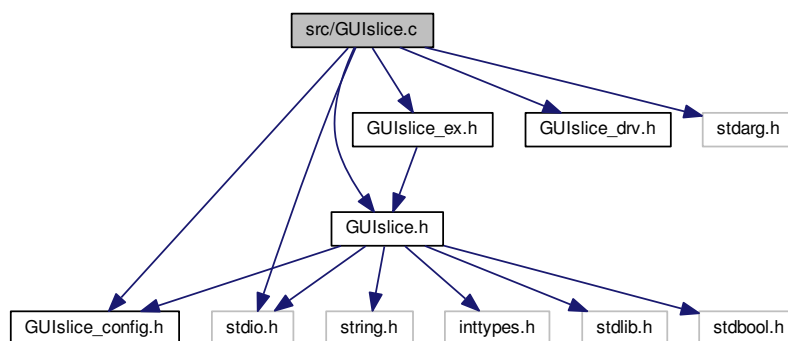 src/GUIslice.c
GUIslice_ex.h
GUIslice_drv.h
stdarg.h
GUIslice.h
GUIslice_config.h
stdio.h
string.h
inttypes.h
stdlib.h
stdbool.h